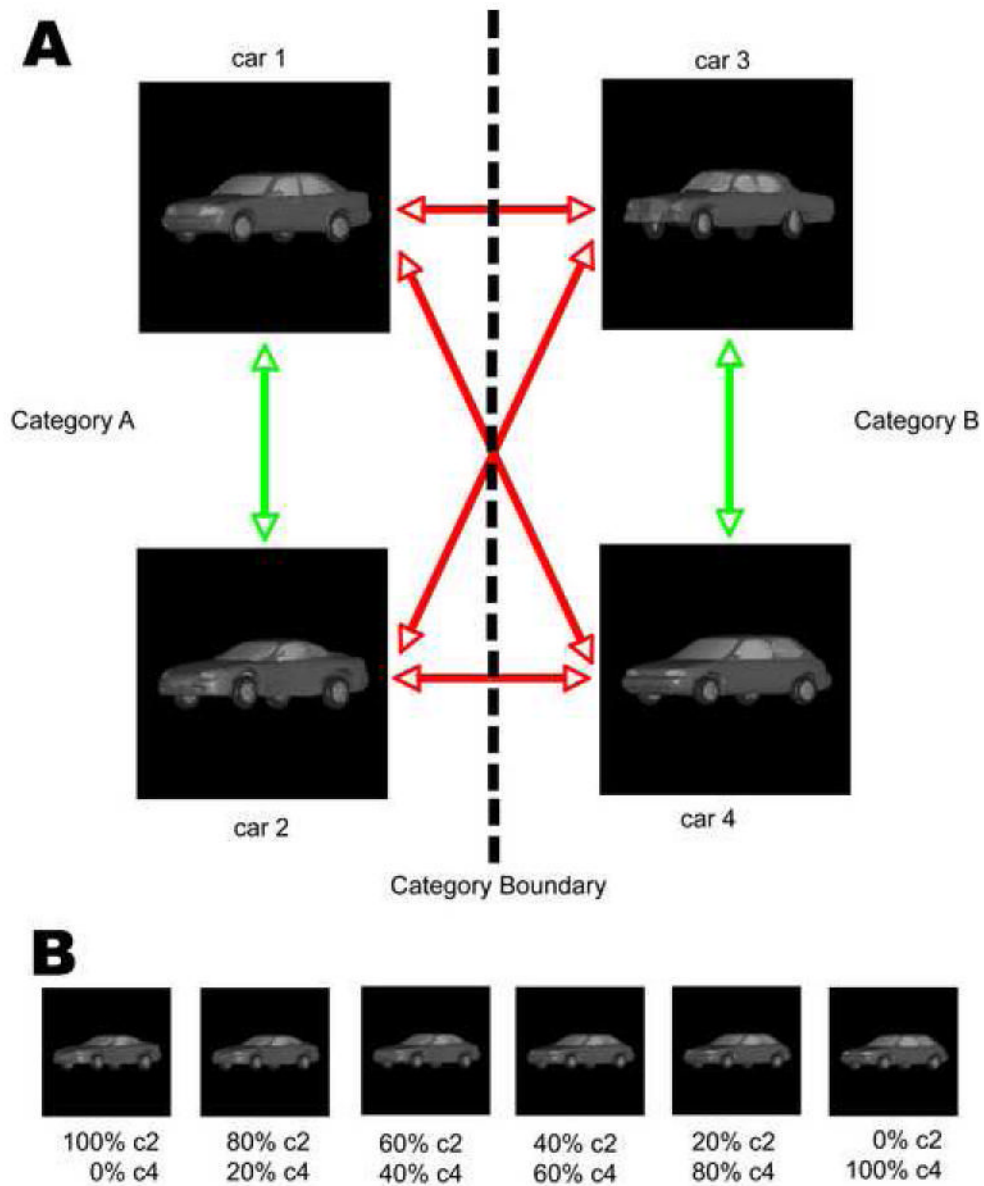 A
car 1
car 3
Category A
Category B
car 2
car 4
Category Boundary
B
100% c2
0% c4
80% c2
20% c4
60% c2
40% c4
40% c2
60% c4
20% c2
80% c4
0% c2
100% c4